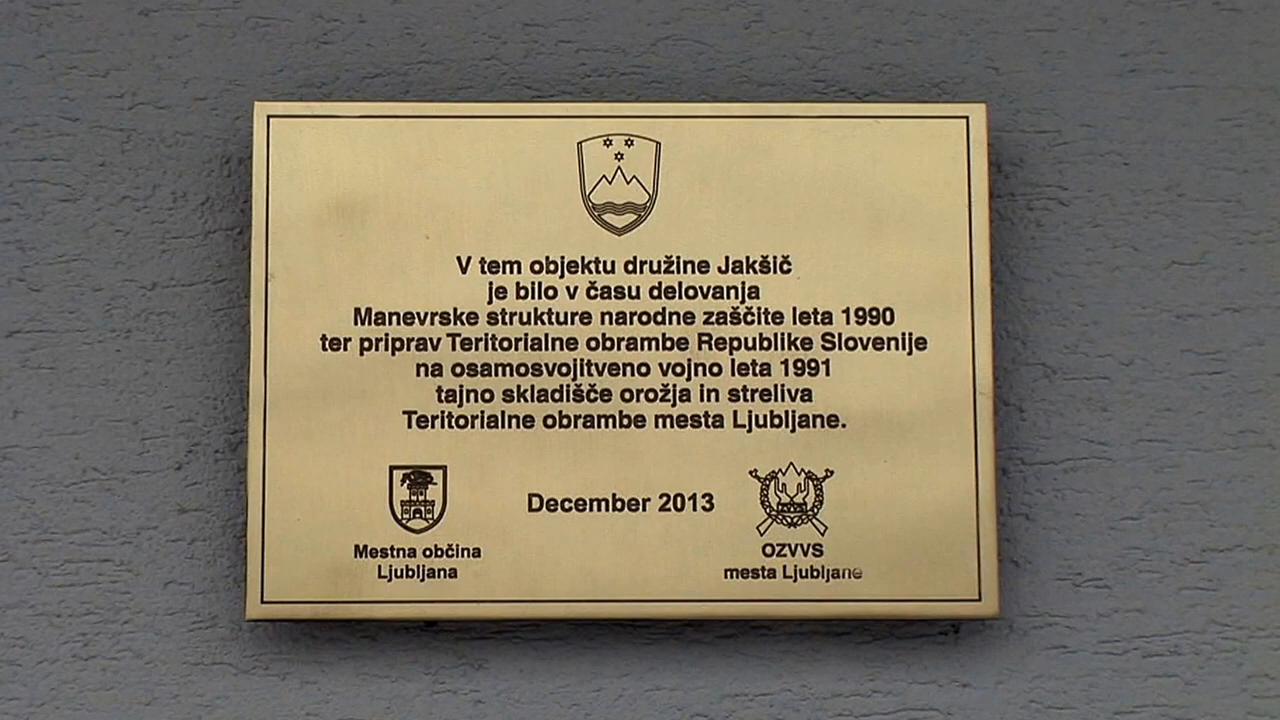 V tem objektu družine Jakšič
je bilo v času delovanja
Manevrske strukture narodne zaščite leta 1990
ter priprav Teritorialne obrambe Republike Slovenije
na osamosvojitveno vojno leta 1991
tajno skladišče orožja in streliva
Teritorialne obrambe mesta Ljubljane.
December 2013
Mestna občina
Ljubljana
OZVVS
mesta Ljubljane